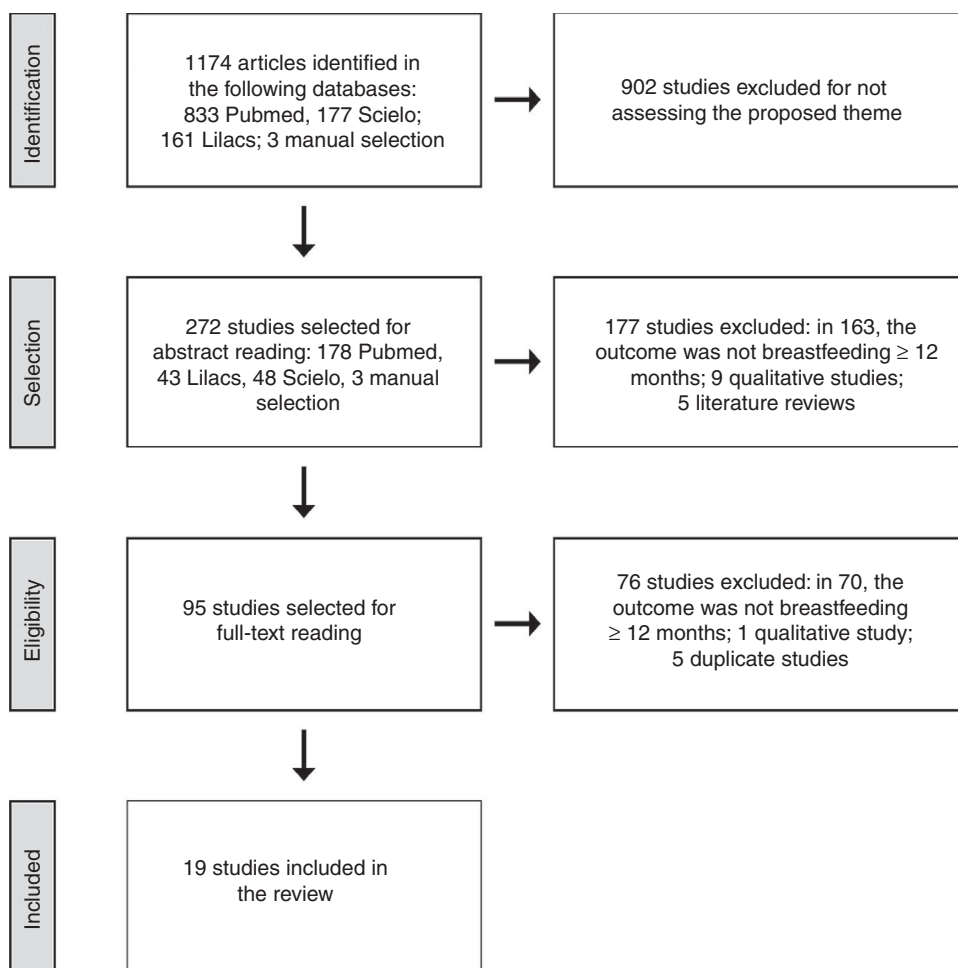 Identification
1174 articles identified in
the following databases:
833 Pubmed, 177 Scielo;
161 Lilacs; 3 manual selection
902 studies excluded for not
assessing the proposed theme
Selection
272 studies selected for
abstract reading: 178 Pubmed,
43 Lilacs, 48 Scielo, 3 manual
selection
177 studies excluded: in 163, the
outcome was not breastfeeding ≥ 12
months; 9 qualitative studies;
5 literature reviews
Eligibility
95 studies selected for
full-text reading
76 studies excluded: in 70, the
outcome was not breastfeeding
≥ 12 months; 1 qualitative study;
5 duplicate studies
Included
19 studies included in
the review